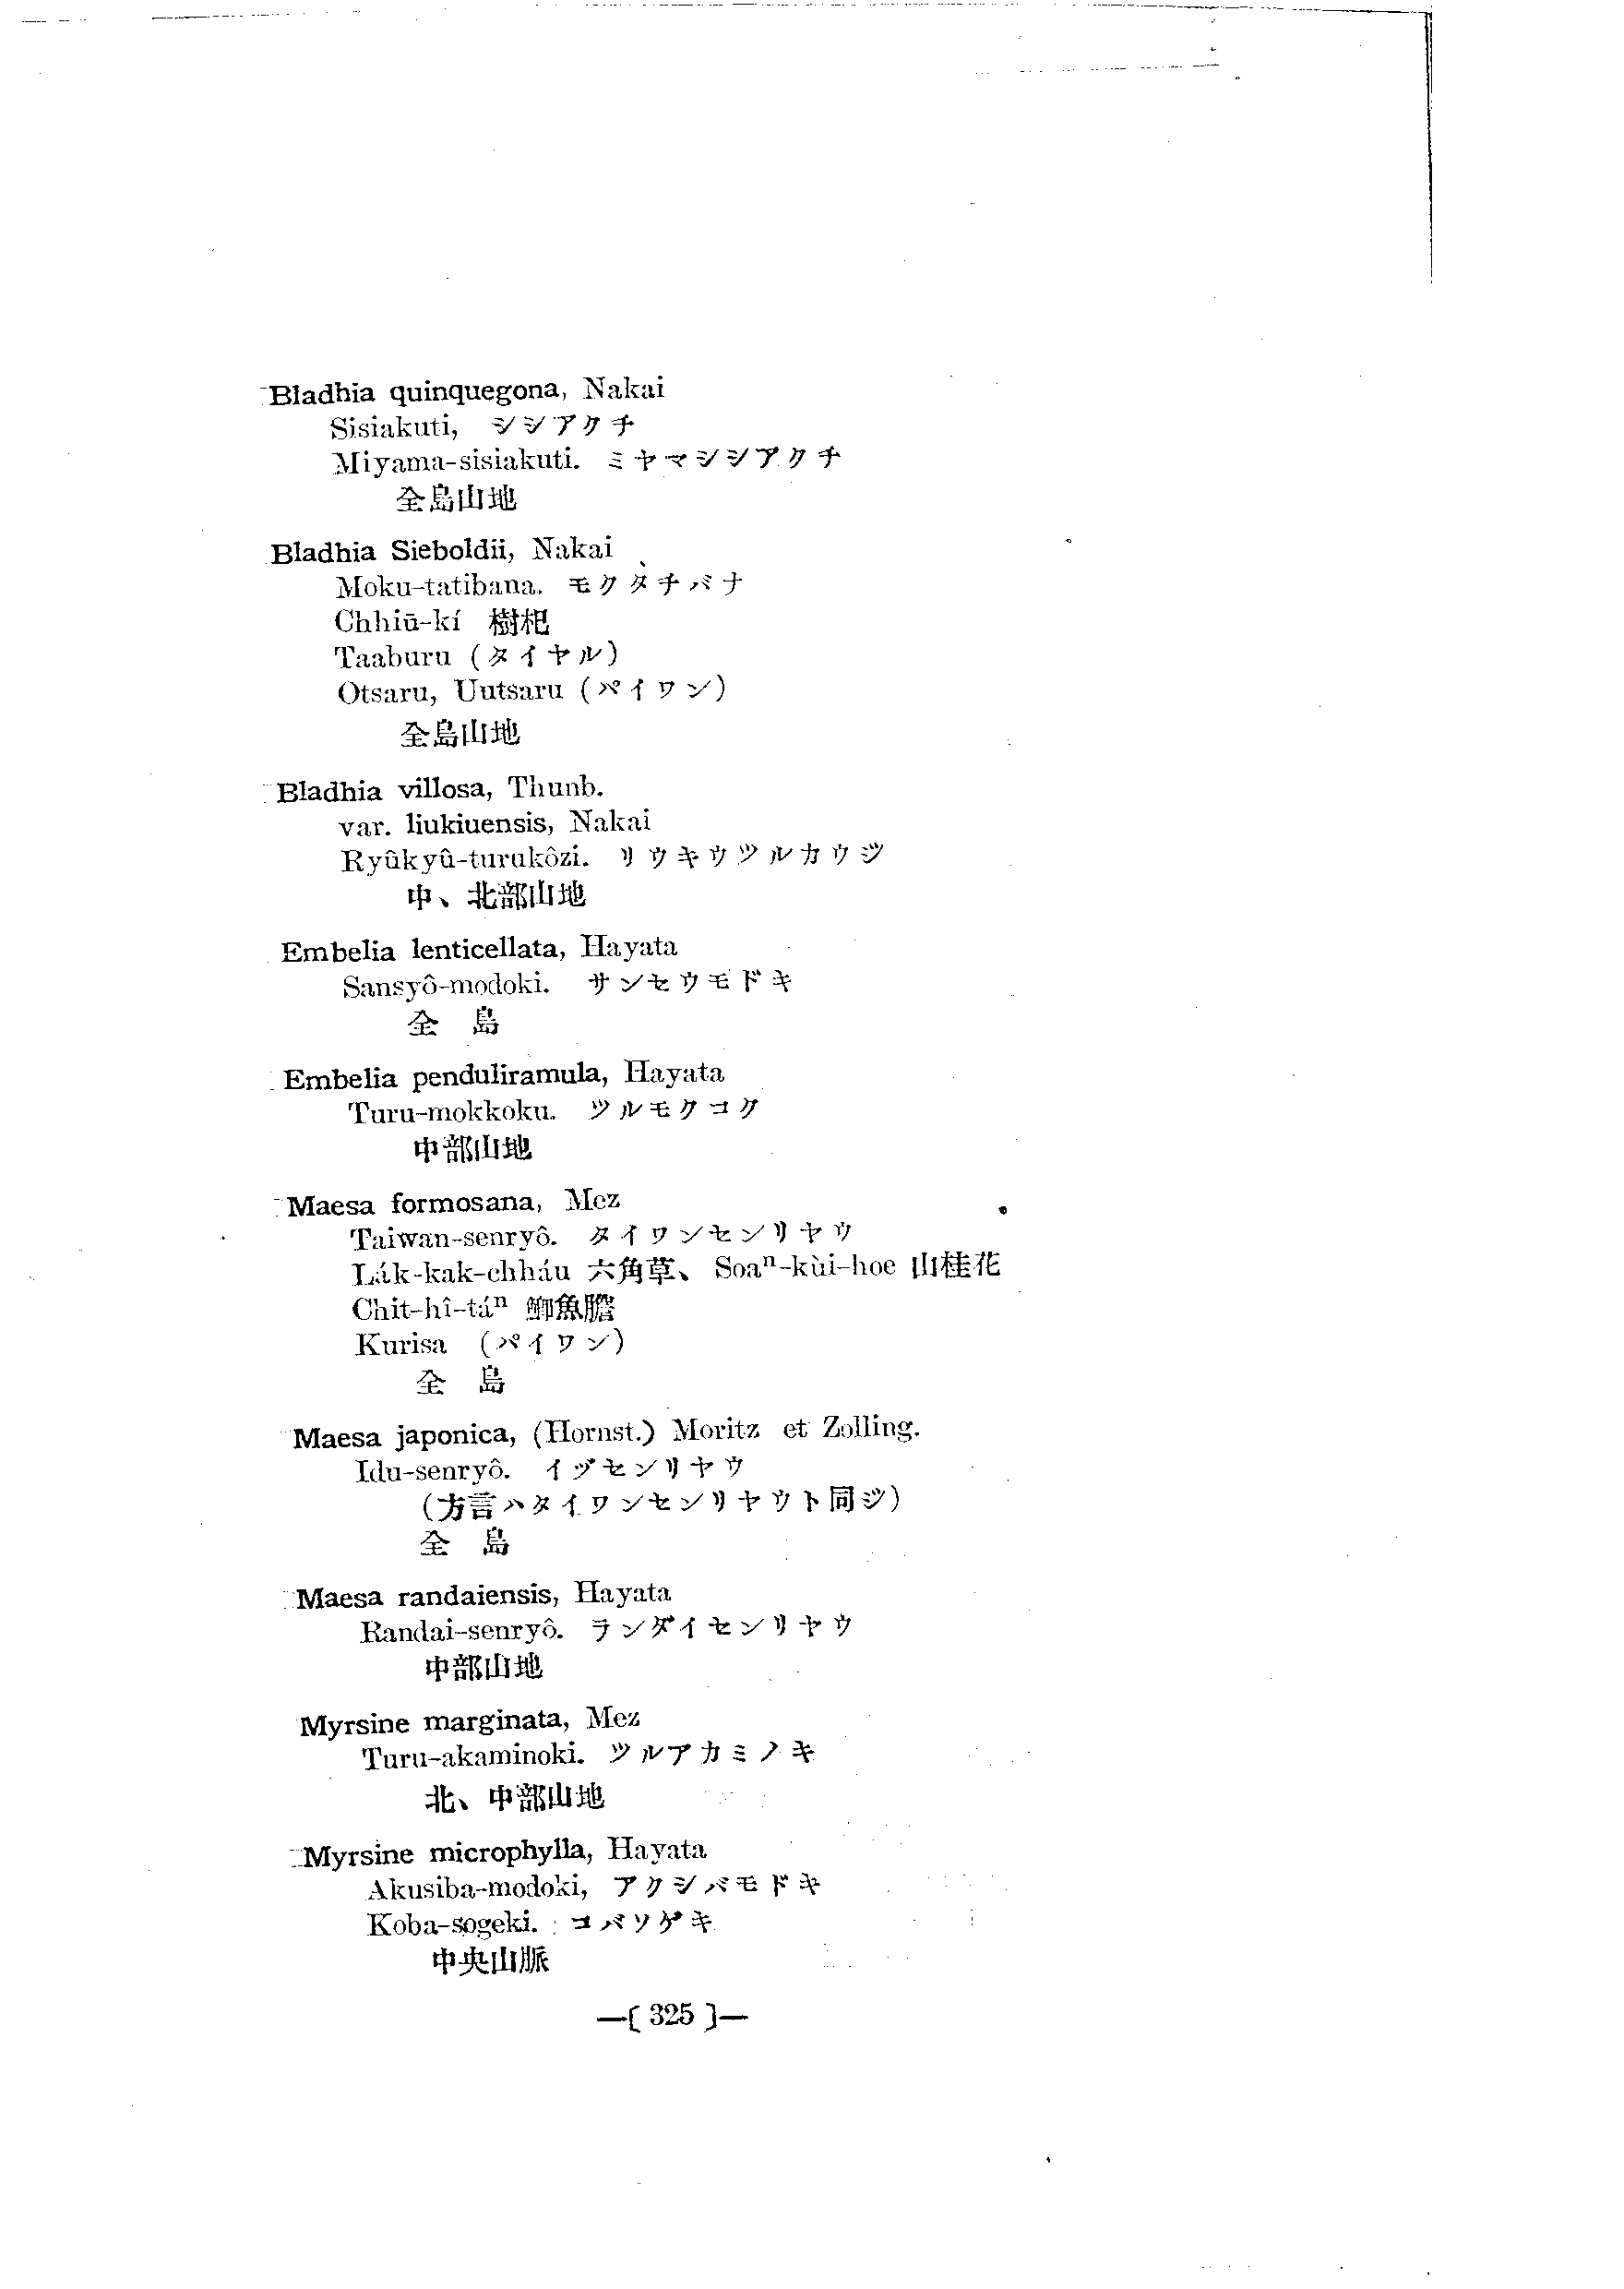 Bladhia quinquegona, Nakai
Sisiakuti, シシアクチ
Miyama-sisiakuti. ミヤマシシアクチ
全島山地
Bladhia Sieboldii, Nakai
Moku-tatibana. モクタチバナ
Chhiū-kí 樹杞
Taaburu (タイヤル)
Otsaru, Uutsaru (パイワン)
全島山地
Bladhia villosa, Thunb.
var. liukiuensis, Nakai
Ryûkyû-turukôzi. リウキウツルカウジ
中、北部山地
Embelia lenticellata, Hayata
Sansyô-modoki. サンセウモドキ
全 島
Embelia penduliramula, Hayata
Turu-mokkoku. ツルモクコク
中部山地
Maesa formosana, Mez
Taiwan-senryô. タイワンセンリヤウ
Lák-kak-chháu 六角草、 Soaⁿ-kùi-hoe 山桂花
Chit-hî-táⁿ 鯽魚膽
Kurisa (パイワン)
全 島
Maesa japonica, (Hornst.) Moritz et Zolling.
Idu-senryô. イヅセンリヤウ
(方言ハタイワンセンリヤウト同ジ)
全 島
Maesa randaiensis, Hayata
Randai-senryô. ランダイセンリヤウ
中部山地
Myrsine marginata, Mez
Turu-akaminoki. ツルアカミノキ
北、中部山地
Myrsine microphylla, Hayata
Akusiba-modoki, アクシバモドキ
Koba-sogeki. コバソゲキ
中央山脈
—[ 325 ]—